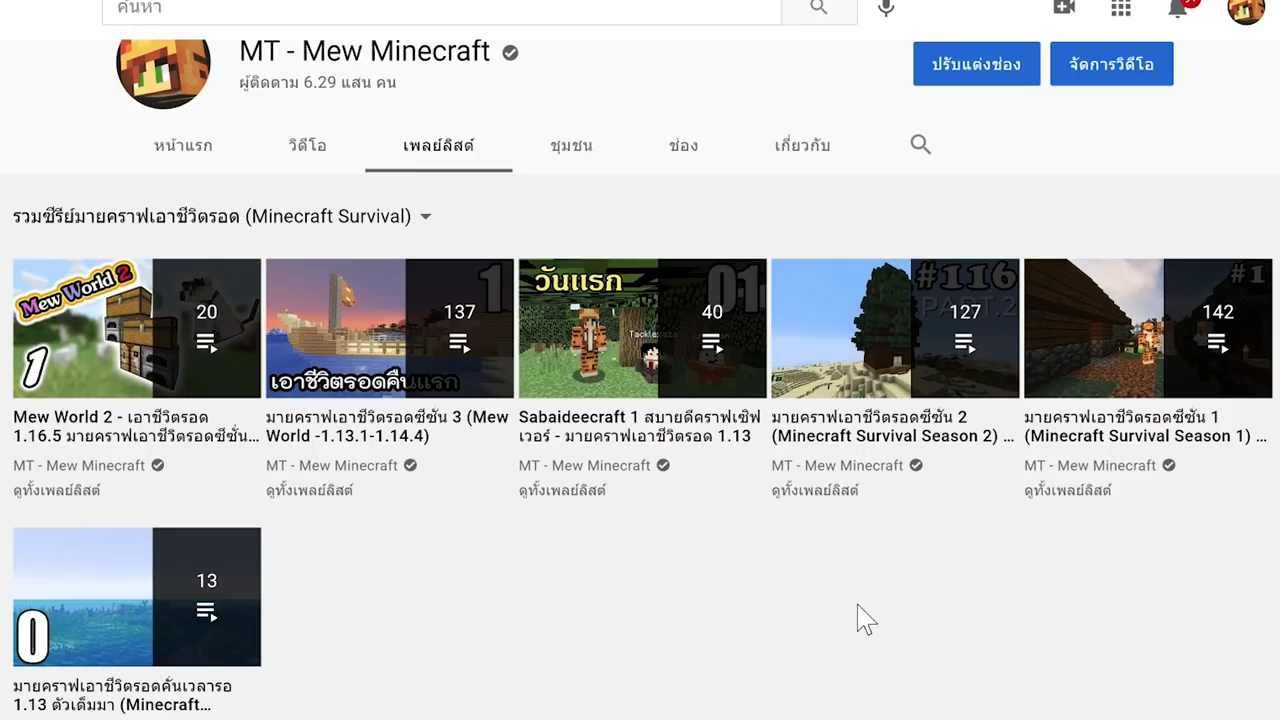 ค้นหา
MT - Mew Minecraft
ผู้ติดตาม 6.29 แสน คน
ปรับแต่งช่อง
จัดการวิดีโอ
หน้าแรก
วิดีโอ
เพลย์ลิสต์
ชุมชน
ช่อง
เกี่ยวกับ
รวมซีรีย์มายคราฟเอาชีวิตรอด (Minecraft Survival)
Mew World 2
1
20
1
137
เอาชีวิตรอดคืนแรก
วันแรก
01
40
#116
PART.2
127
#1
142
Mew World 2 - เอาชีวิตรอด
1.16.5 มายคราฟเอาชีวิตรอดซีซั่น...
MT - Mew Minecraft
ดูทั้งเพลย์ลิสต์
มายคราฟเอาชีวิตรอดซีซั่น 3 (Mew
World -1.13.1-1.14.4)
MT - Mew Minecraft
ดูทั้งเพลย์ลิสต์
Sabaideecraft 1 สบายดีคราฟเซิฟ
เวอร์ - มายคราฟเอาชีวิตรอด 1.13
MT - Mew Minecraft
ดูทั้งเพลย์ลิสต์
มายคราฟเอาชีวิตรอดซีซั่น 2
(Minecraft Survival Season 2) ...
MT - Mew Minecraft
ดูทั้งเพลย์ลิสต์
มายคราฟเอาชีวิตรอดซีซั่น 1
(Minecraft Survival Season 1) ...
MT - Mew Minecraft
ดูทั้งเพลย์ลิสต์
0
13
มายคราฟเอาชีวิตรอดคั่นเวลารอ
1.13 ตัวเต็มมา (Minecraft...